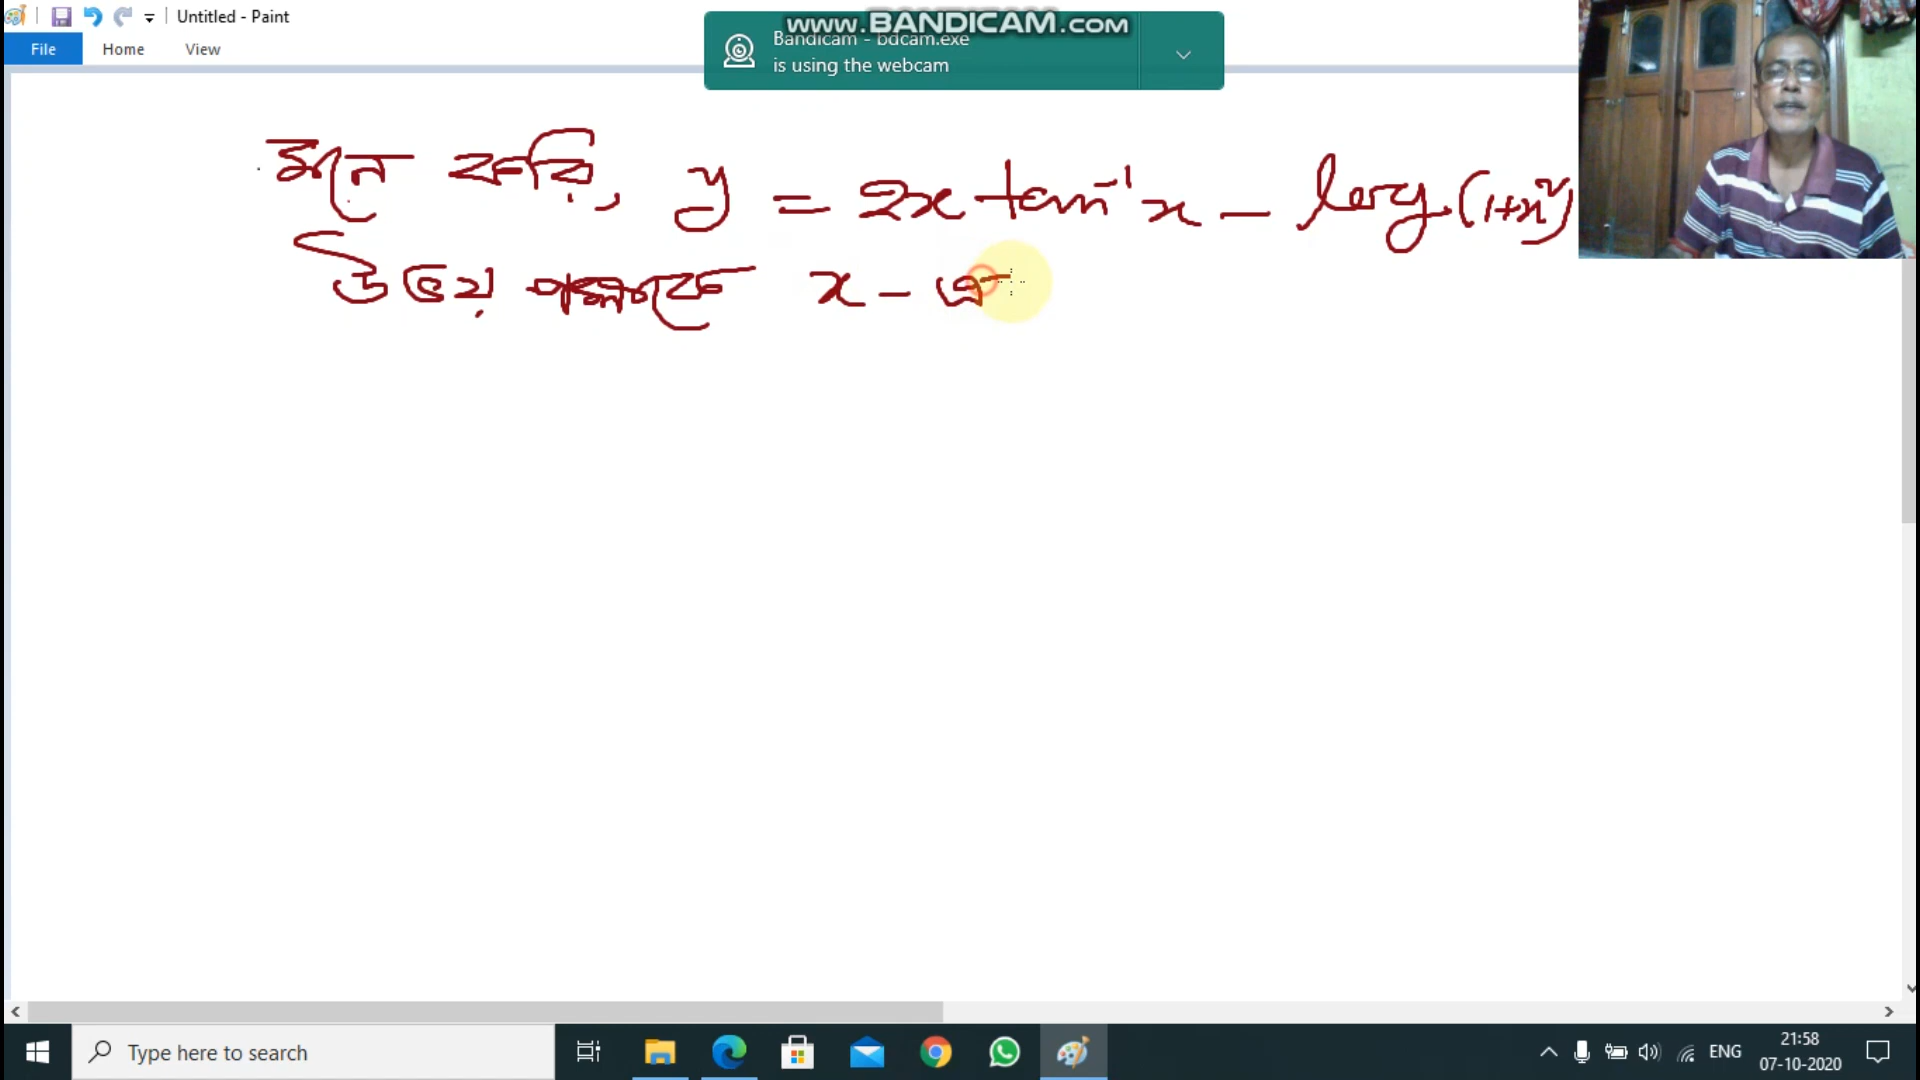 Untitled - Paint
File Home View
www.BANDICAM.com
Bandicam - bdcam.exe
is using the webcam
মনে করি, y = 2x tan⁻¹x - log(1+x²)
উভয় পক্ষকে x -
Type here to search
ENG
21:58
07-10-2020